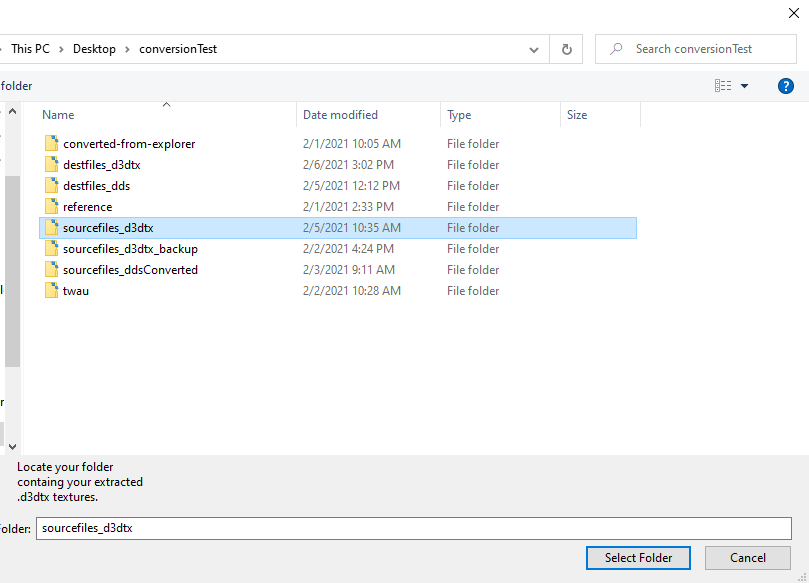 This PC > Desktop > conversionTest Search conversionTest
folder ?
Name Date modified Type Size
converted-from-explorer 2/1/2021 10:05 AM File folder
destfiles_d3dtx 2/6/2021 3:02 PM File folder
destfiles_dds 2/5/2021 12:12 PM File folder
reference 2/1/2021 2:33 PM File folder
sourcefiles_d3dtx 2/5/2021 10:35 AM File folder
sourcefiles_d3dtx_backup 2/2/2021 4:24 PM File folder
sourcefiles_ddsConverted 2/3/2021 9:11 AM File folder
twau 2/2/2021 10:28 AM File folder
Locate your folder
containg your extracted
.d3dtx textures.
older: sourcefiles_d3dtx
Select Folder Cancel